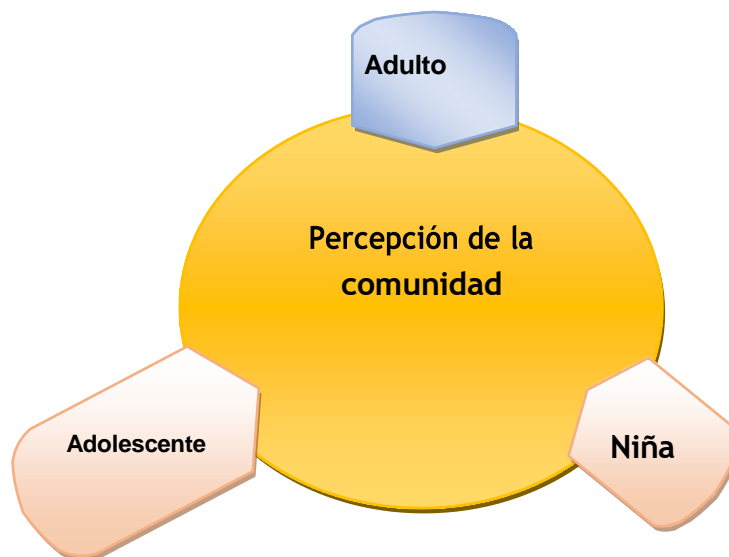 Adulto
Percepción de la
comunidad
Adolescente
Niña